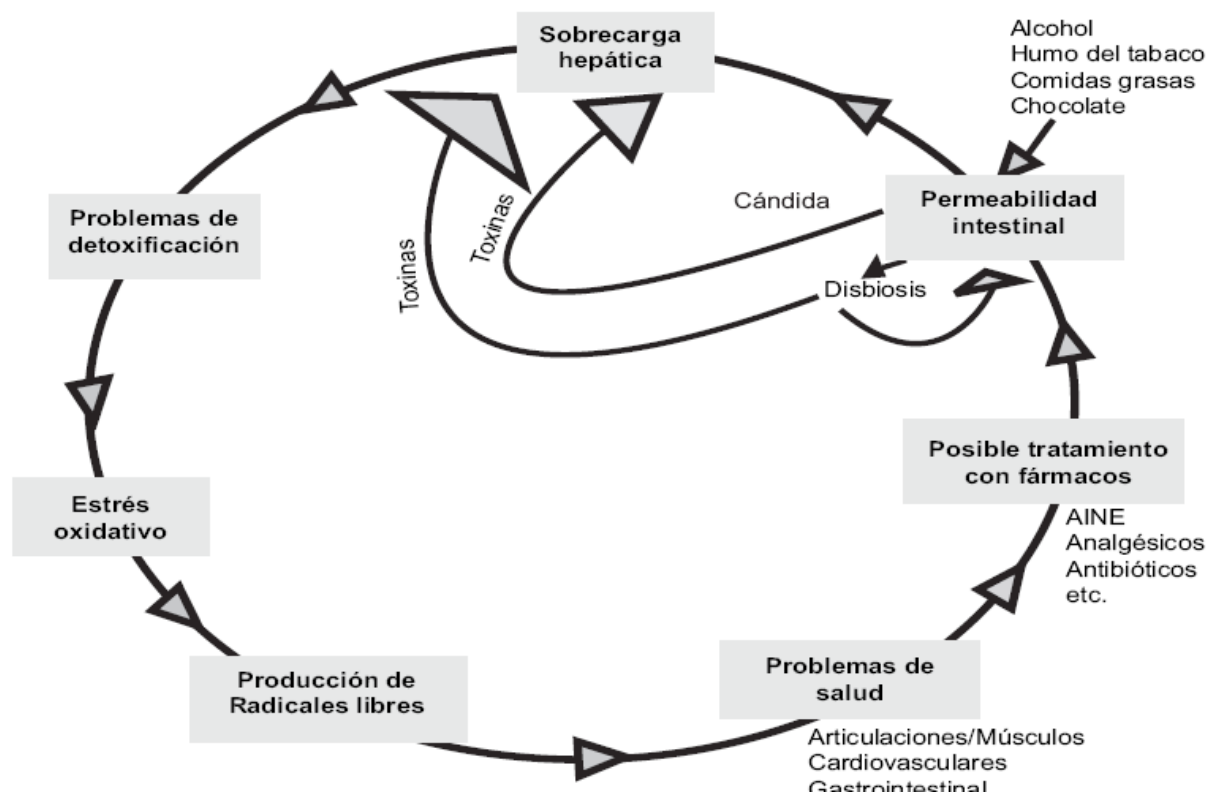 Sobrecarga
hepática
Alcohol
Humo del tabaco
Comidas grasas
Chocolate
Permeabilidad
intestinal
Cándida
Toxinas
Toxinas
Disbiosis
Problemas de
detoxificación
Posible tratamiento
con fármacos
AINE
Analgésicos
Antibióticos
etc.
Estrés
oxidativo
Producción de
Radicales libres
Problemas de
salud
Articulaciones/Músculos
Cardiovasculares
Gastrointestinal